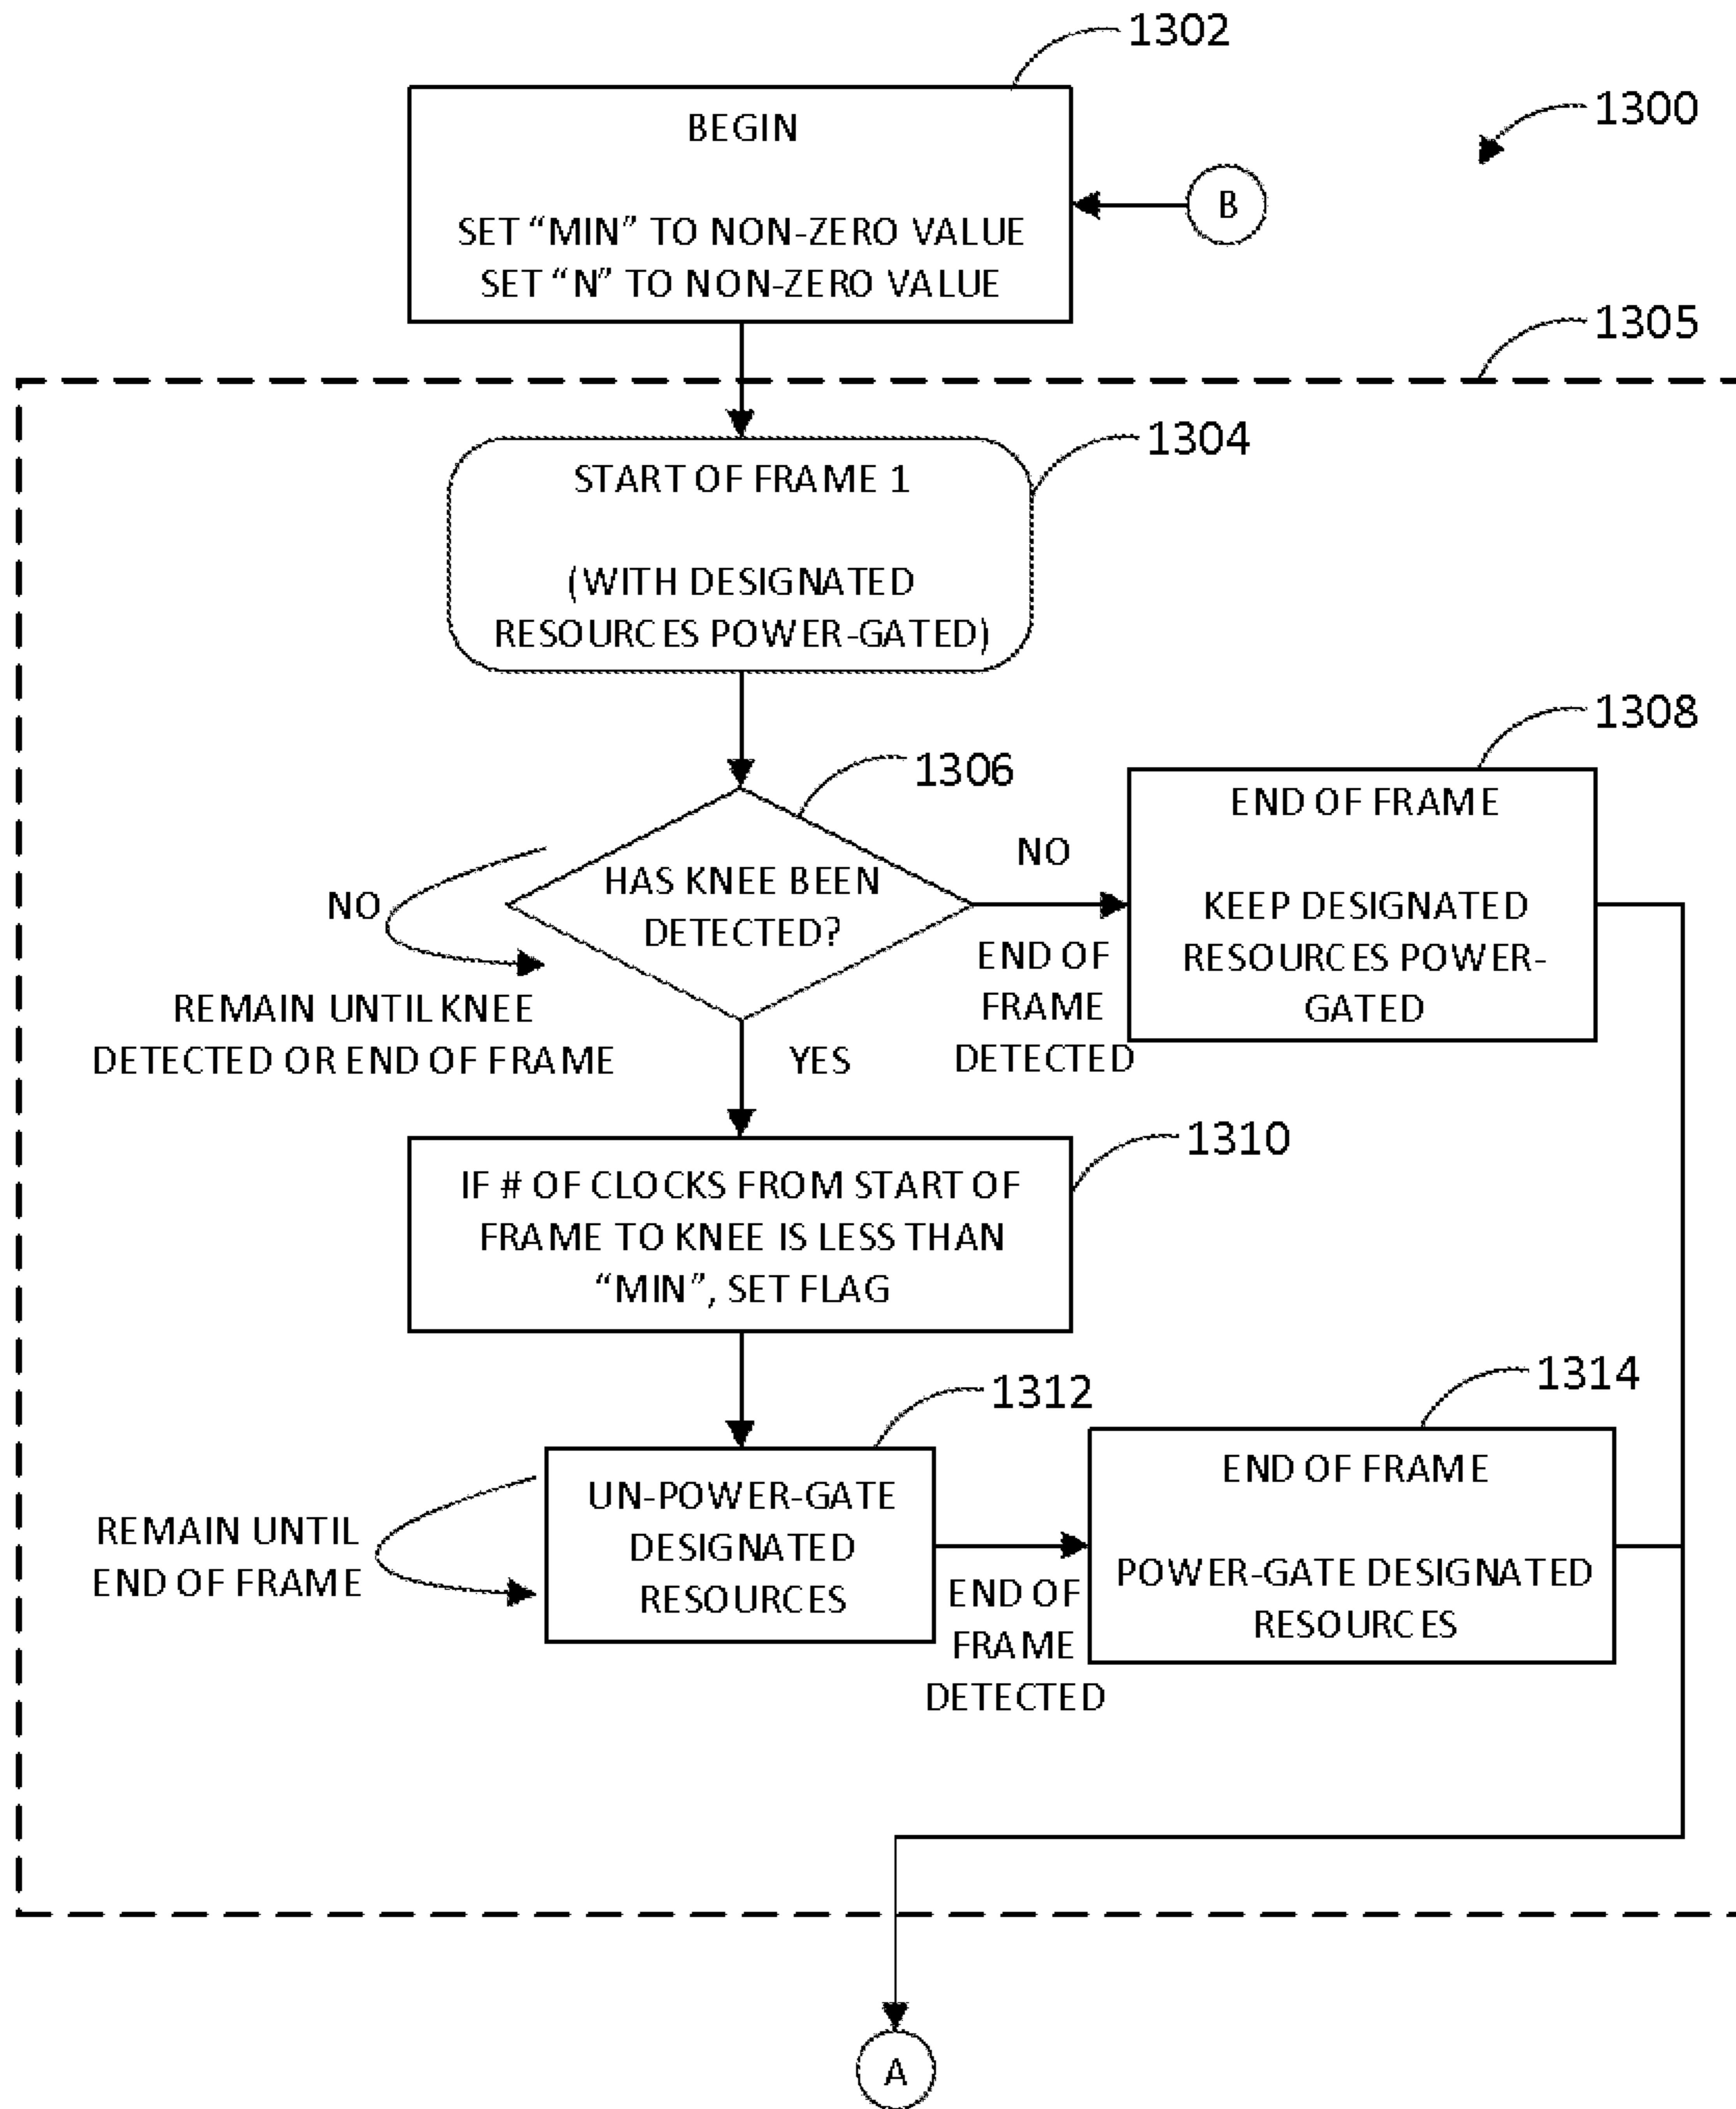 1302
BEGIN
SET “MIN” TO NON-ZERO VALUE
SET “N” TO NON-ZERO VALUE
1300
B
1305
1304
START OF FRAME 1
(WITH DESIGNATED
RESOURCES POWER-GATED)
1306
HAS KNEE BEEN
DETECTED?
NO
REMAIN UNTIL KNEE
DETECTED OR END OF FRAME
NO
END OF
FRAME
DETECTED
YES
1308
END OF FRAME
KEEP DESIGNATED
RESOURCES POWER-
GATED
1310
IF # OF CLOCKS FROM START OF
FRAME TO KNEE IS LESS THAN
“MIN”, SET FLAG
1312
UN-POWER-GATE
DESIGNATED
RESOURCES
REMAIN UNTIL
END OF FRAME
END OF
FRAME
DETECTED
1314
END OF FRAME
POWER-GATE DESIGNATED
RESOURCES
A